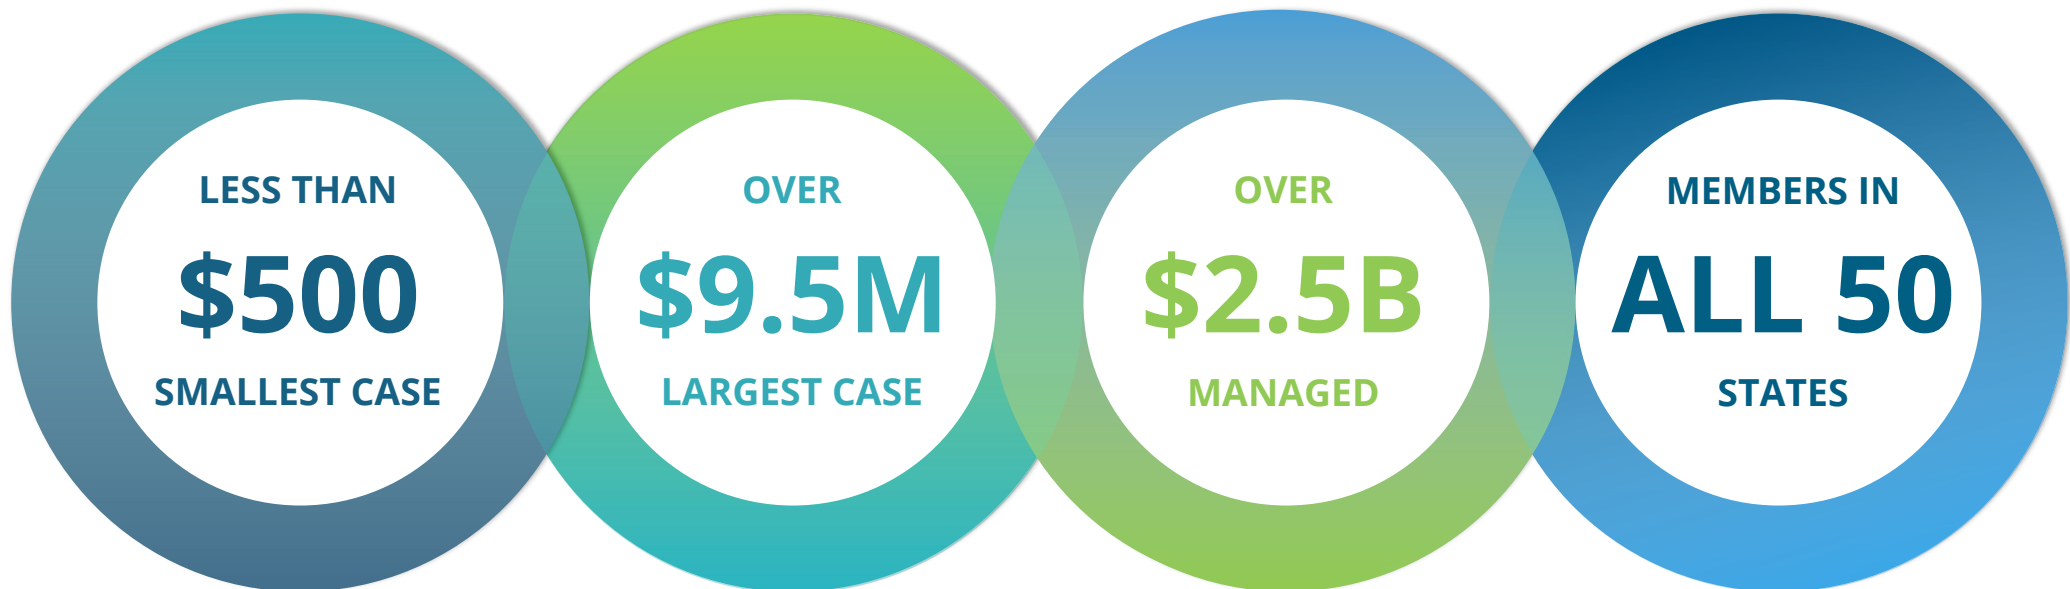 LESS THAN
$500
SMALLEST CASE
OVER
$9.5M
LARGEST CASE
OVER
$2.5B
MANAGED
MEMBERS IN
ALL 50
STATES